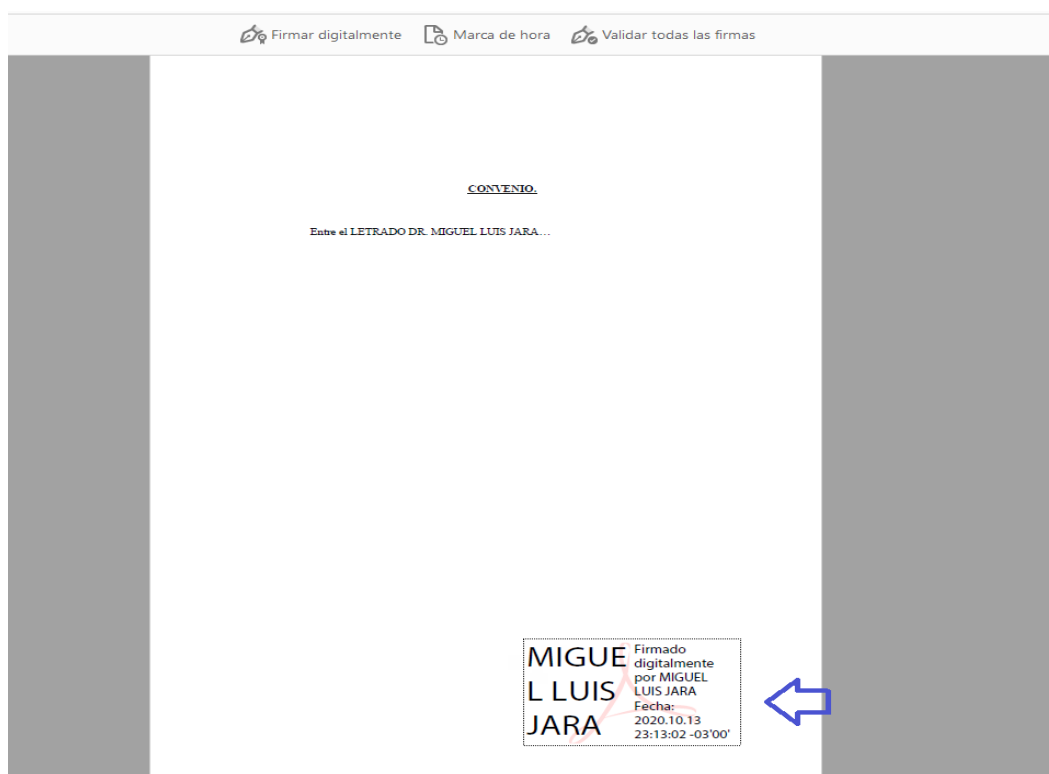 Firmar digitalmente Marca de hora Validar todas las firmas
CONVENIO.
Entre el LETRADO DR. MIGUEL LUIS JARA...
MIGUE
L LUIS
JARA
Firmado
digitalmente
por MIGUEL
LUIS JARA
Fecha:
2020.10.13
23:13:02 -03'00'